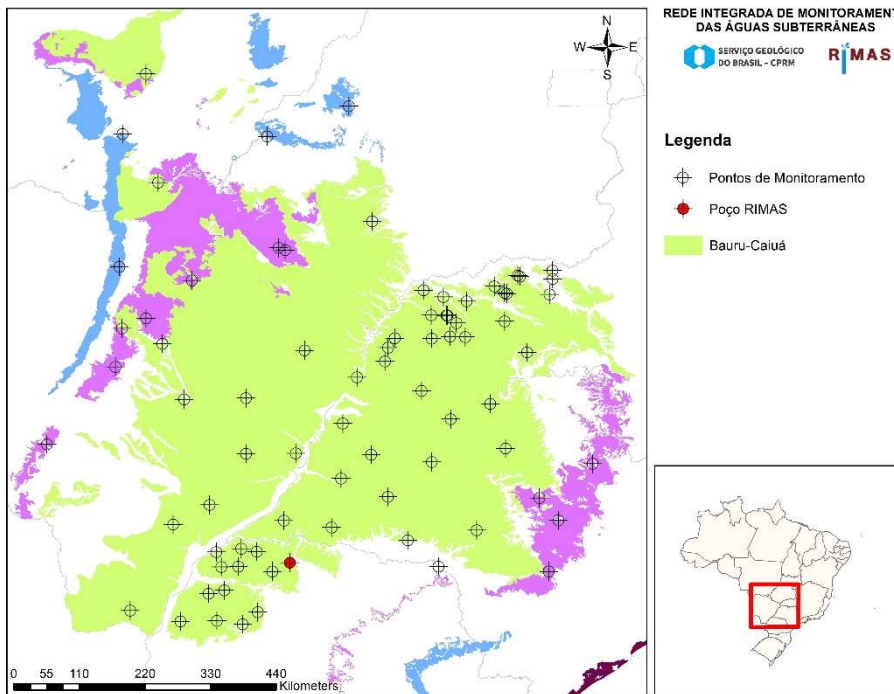 REDE INTEGRADA DE MONITORAMENT
DAS ÁGUAS SUBTERRÂNEAS
SERVIÇO GEOLÓGICO
DO BRASIL – CPRM
RIMAS
N
W E
S
Legenda
Pontos de Monitoramento
Poço RIMAS
Bauru-Caiuá
0 55 110 220 330 440
Kilometers